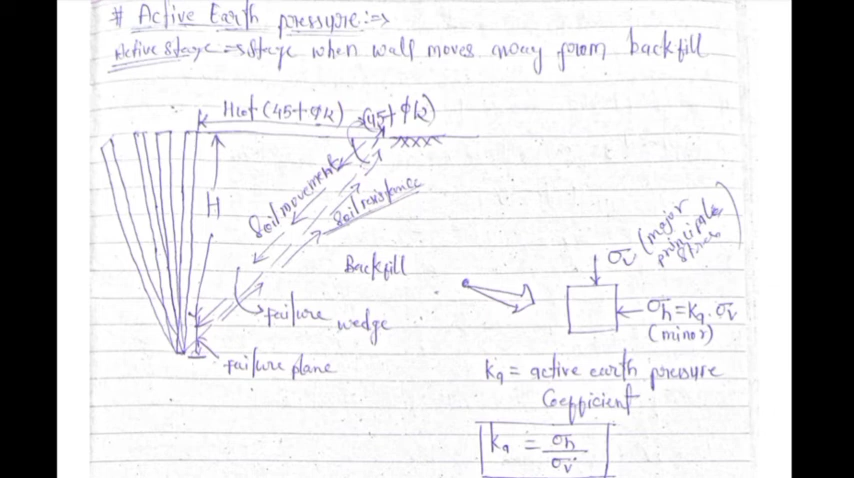 # Active Earth pressure :=>
Active stage => Stage when wall moves away from backfill
H cot (45+φ/2)
(45+φ/2)
H
Soil movement
Soil resistance
Backfill
failure wedge
failure plane
σv (major principal stress)
σh = Ka . σv
(minor)
Ka = active earth pressure
Coefficient
Ka = σh / σv